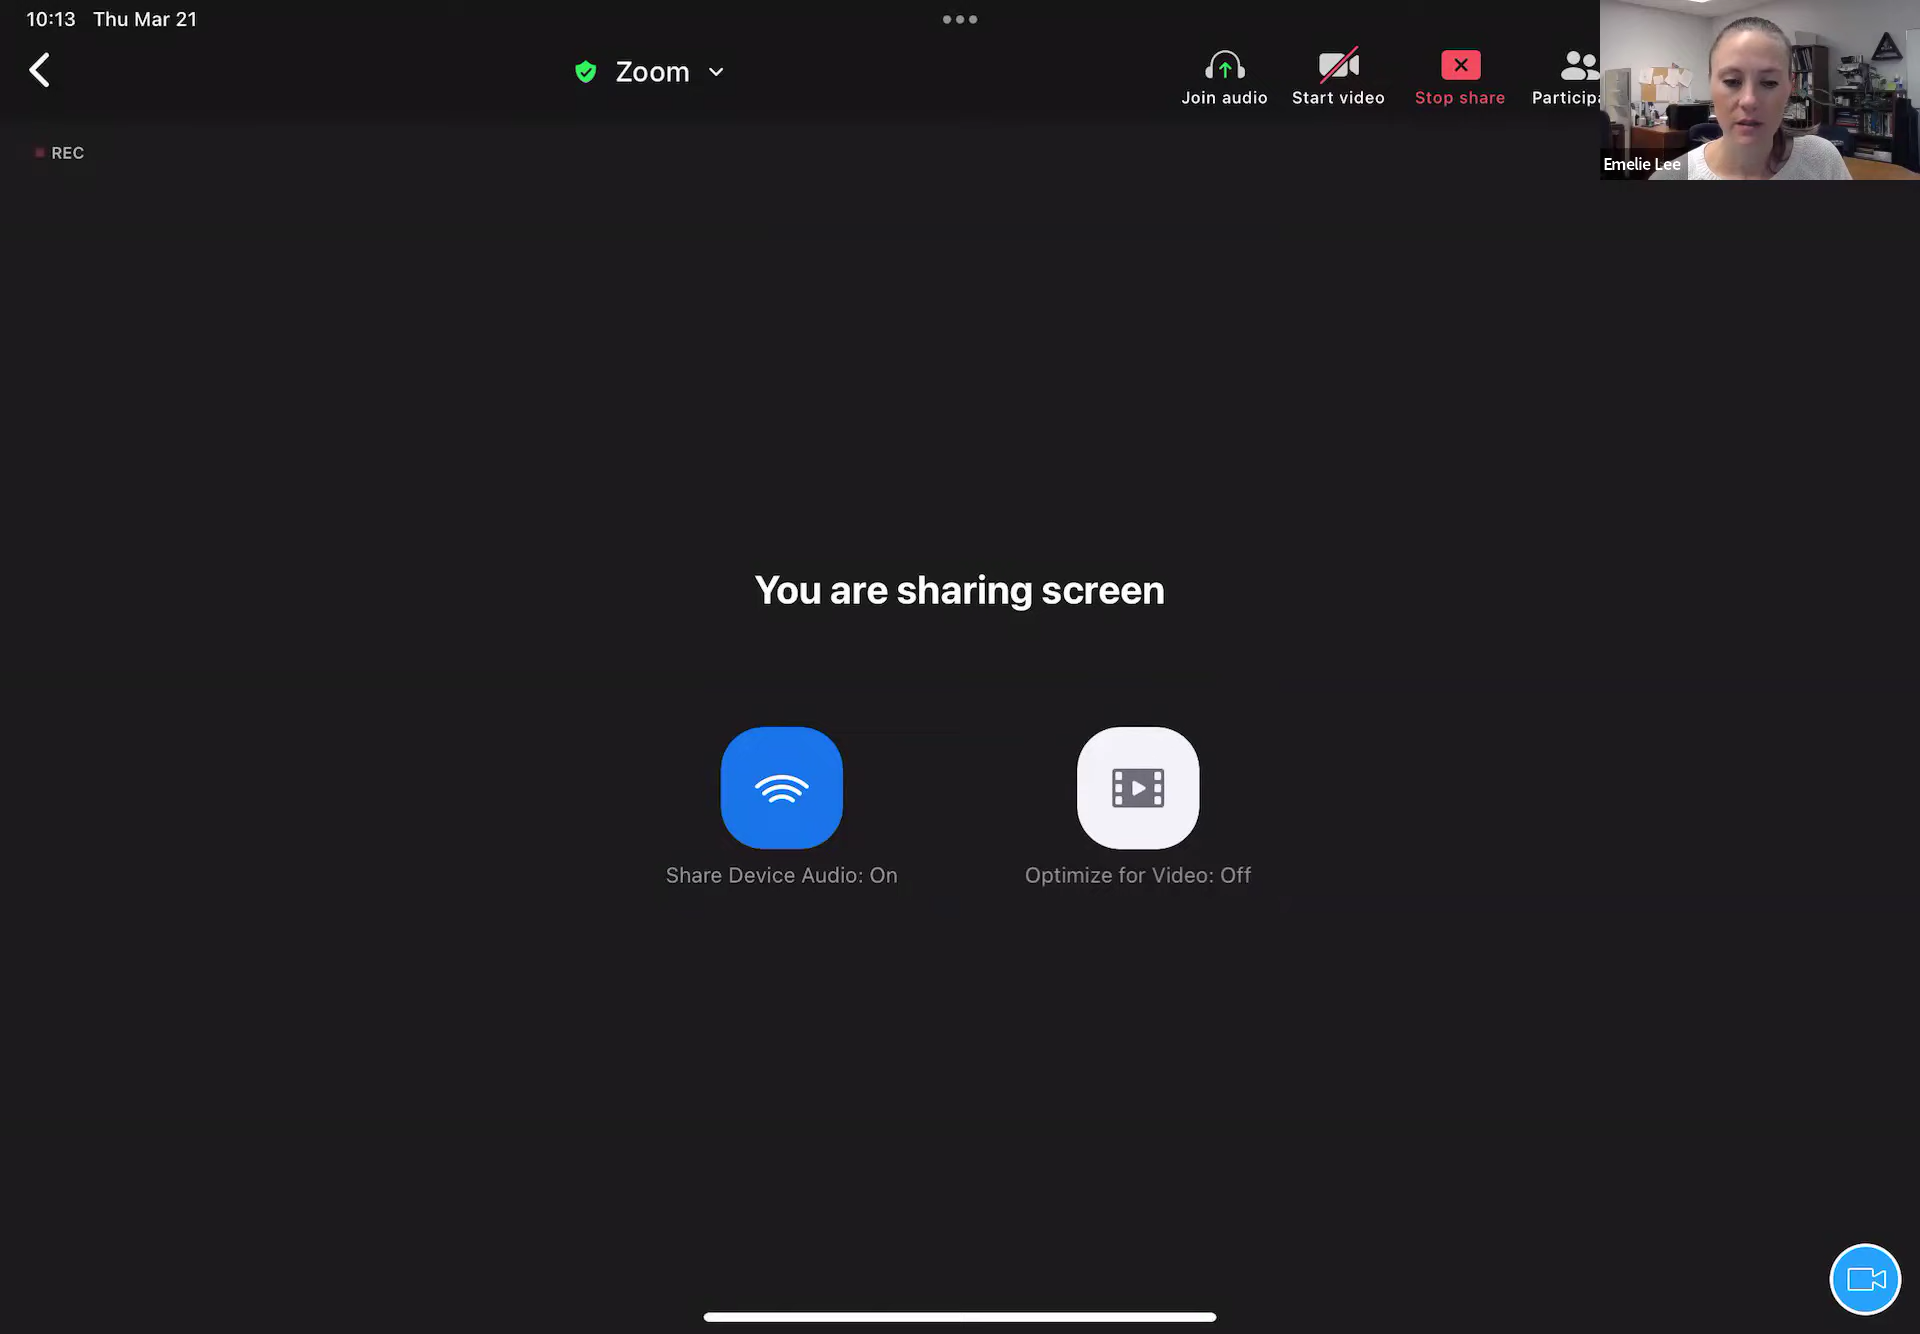 10:13 Thu Mar 21
Zoom
Join audio
Start video
Stop share
Participa
Emelie Lee
REC
You are sharing screen
Share Device Audio: On
Optimize for Video: Off